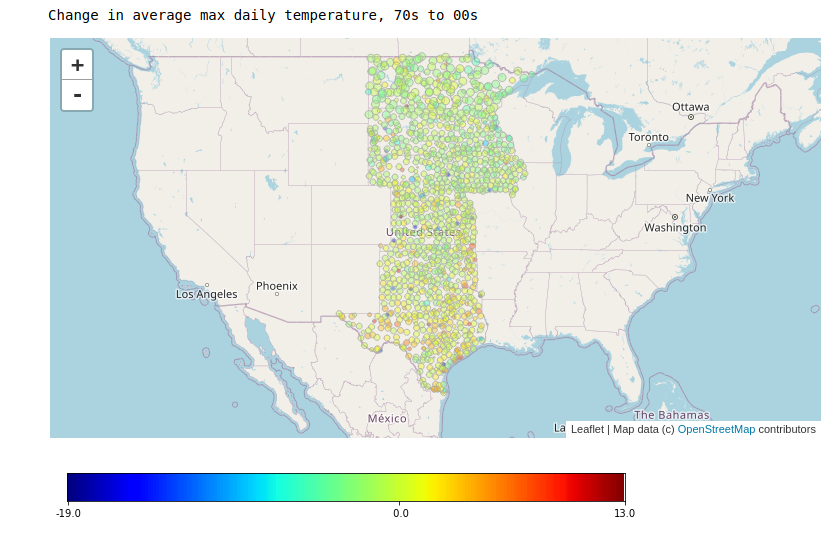 Change in average max daily temperature, 70s to 00s
+
-
Ottawa
Toronto
New York
United States
Washington
Phoenix
Los Angeles
México
The Bahamas
La
Leaflet | Map data (c) OpenStreetMap contributors
-19.0 0.0 13.0